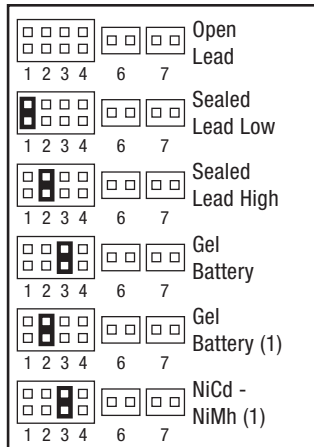 Open
Lead
1 2 3 4 6 7
Sealed
Lead Low
1 2 3 4 6 7
Sealed
Lead High
1 2 3 4 6 7
Gel
Battery
1 2 3 4 6 7
Gel
Battery (1)
1 2 3 4 6 7
NiCd -
NiMh (1)
1 2 3 4 6 7